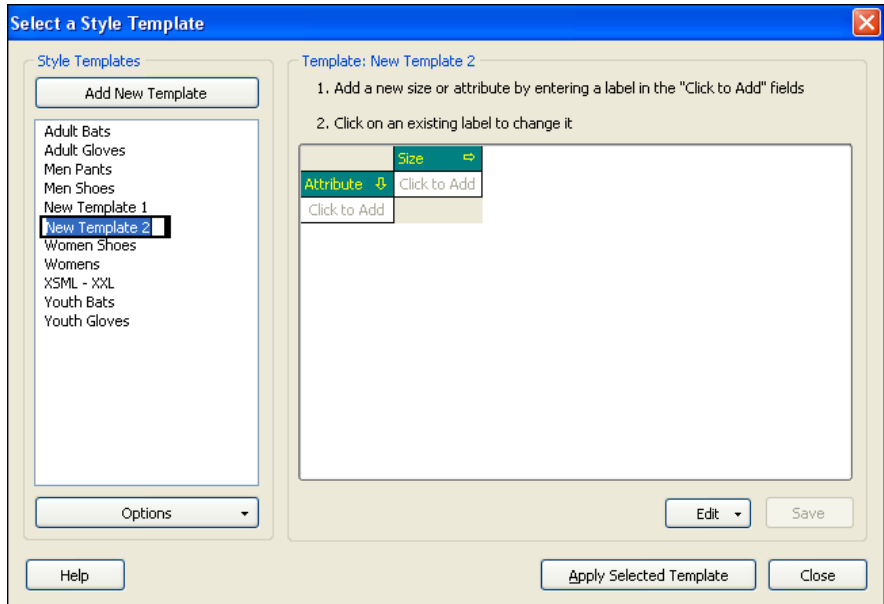 Select a Style Template
Style Templates
Add New Template
Adult Bats
Adult Gloves
Men Pants
Men Shoes
New Template 1
New Template 2
Women Shoes
Womens
XSML - XXL
Youth Bats
Youth Gloves
Options
Template: New Template 2
1. Add a new size or attribute by entering a label in the "Click to Add" fields
2. Click on an existing label to change it
Size
Attribute Click to Add
Click to Add
Edit Save
Help Apply Selected Template Close